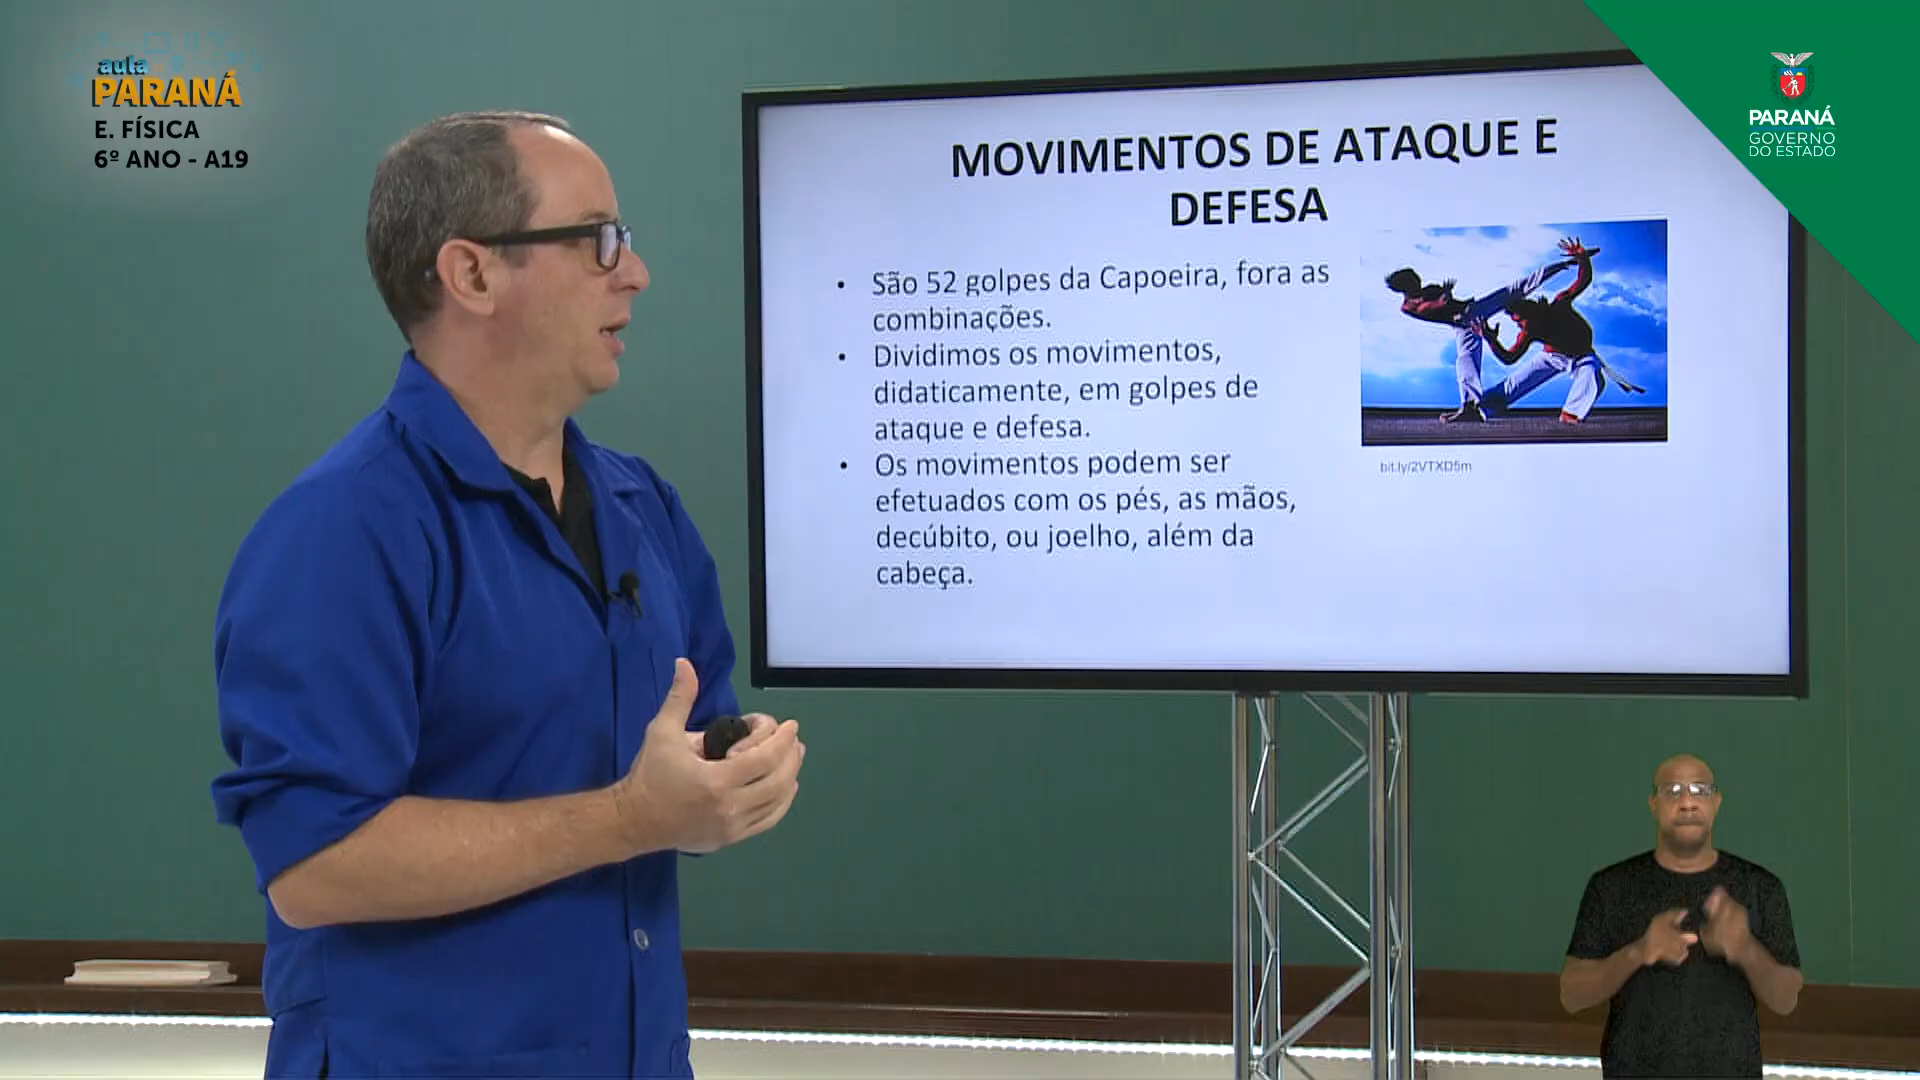 aula
PARANÁ
E. FÍSICA
6º ANO - A19
MOVIMENTOS DE ATAQUE E
DEFESA
• São 52 golpes da Capoeira, fora as
combinações.
• Dividimos os movimentos,
didaticamente, em golpes de
ataque e defesa.
• Os movimentos podem ser
efetuados com os pés, as mãos,
decúbito, ou joelho, além da
cabeça.
bit.ly/2VTXD5m
PARANÁ
GOVERNO
DO ESTADO